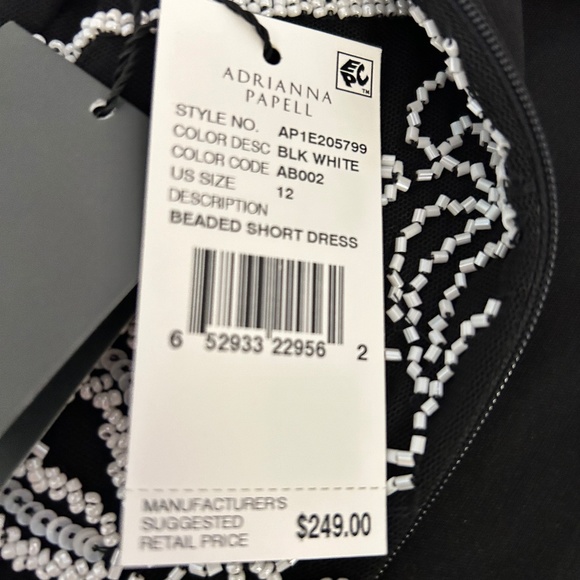 EPC™
ADRIANNA
PAPELL
STYLE NO. AP1E205799
COLOR DESC BLK WHITE
COLOR CODE AB002
US SIZE 12
DESCRIPTION
BEADED SHORT DRESS
6 52933 22956 2
MANUFACTURER'S
SUGGESTED
RETAIL PRICE $249.00